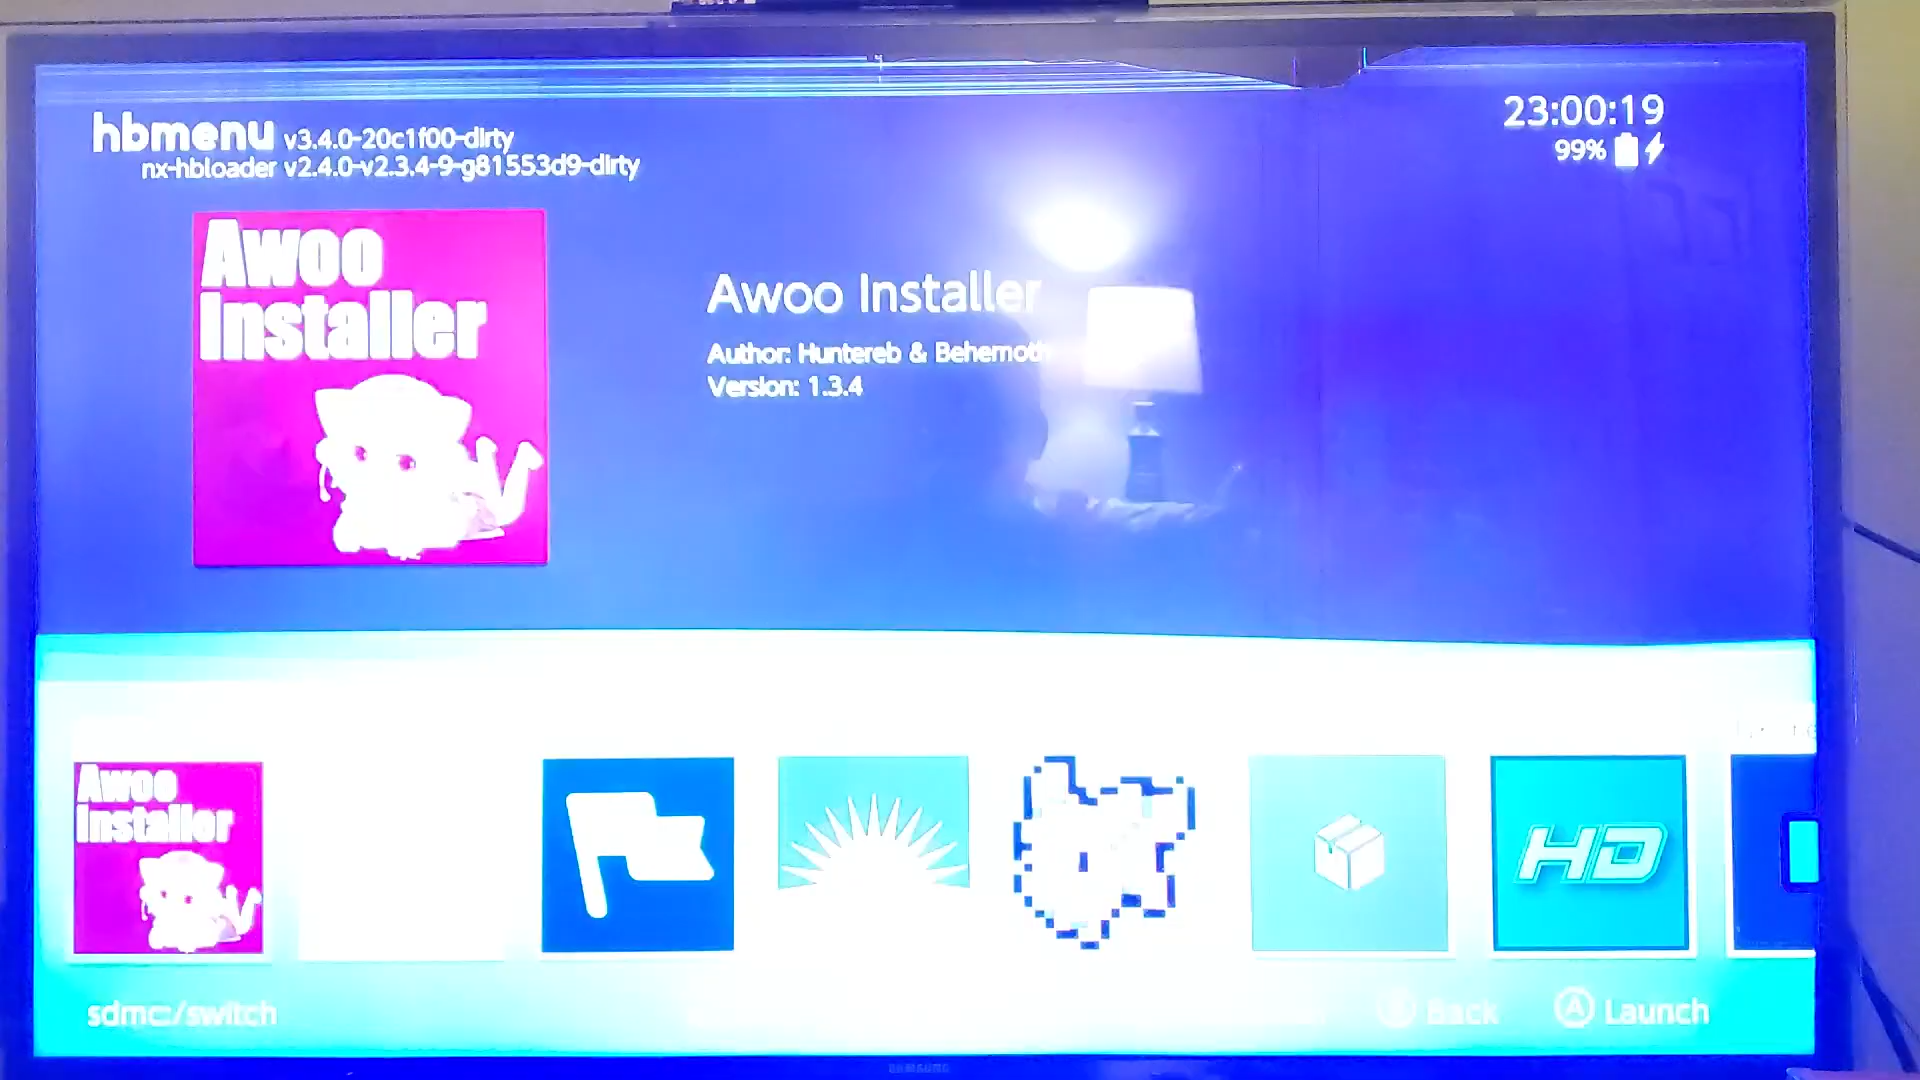 hbmenu v3.4.0-20c1f00-dirty
nx-hbloader v2.4.0-v2.3.4-9-g81553d9-dirty
23:00:19
99%
Awoo
Installer
Awoo Installer
Author: Huntereb & Behemoth
Version: 1.3.4
Awoo
Installer
HD
sdmc:/switch
Back
A Launch
SAMSUNG